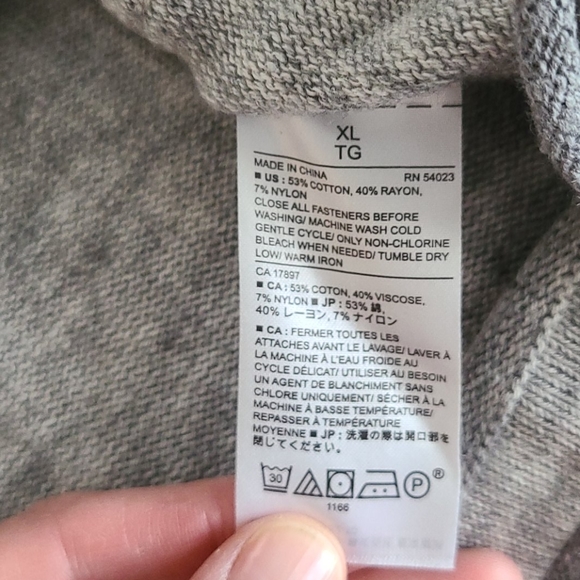 XL
TG
MADE IN CHINA RN 54023
■ US : 53% COTTON, 40% RAYON,
7% NYLON
CLOSE ALL FASTENERS BEFORE
WASHING/ MACHINE WASH COLD
GENTLE CYCLE/ ONLY NON-CHLORINE
BLEACH WHEN NEEDED/ TUMBLE DRY
LOW/ WARM IRON
CA 17897
■ CA : 53% COTON, 40% VISCOSE,
7% NYLON ■ JP : 53% 綿,
40% レーヨン, 7% ナイロン
■ CA : FERMER TOUTES LES
ATTACHES AVANT LE LAVAGE/ LAVER À
LA MACHINE À L'EAU FROIDE AU
CYCLE DÉLICAT/ UTILISER AU BESOIN
UN AGENT DE BLANCHIMENT SANS
CHLORE UNIQUEMENT/ SÉCHER À LA
MACHINE À BASSE TEMPÉRATURE/
REPASSER À TEMPÉRATURE
MOYENNE ■ JP : 洗濯の際は開口部を
閉じてください。
30 P ®
1166